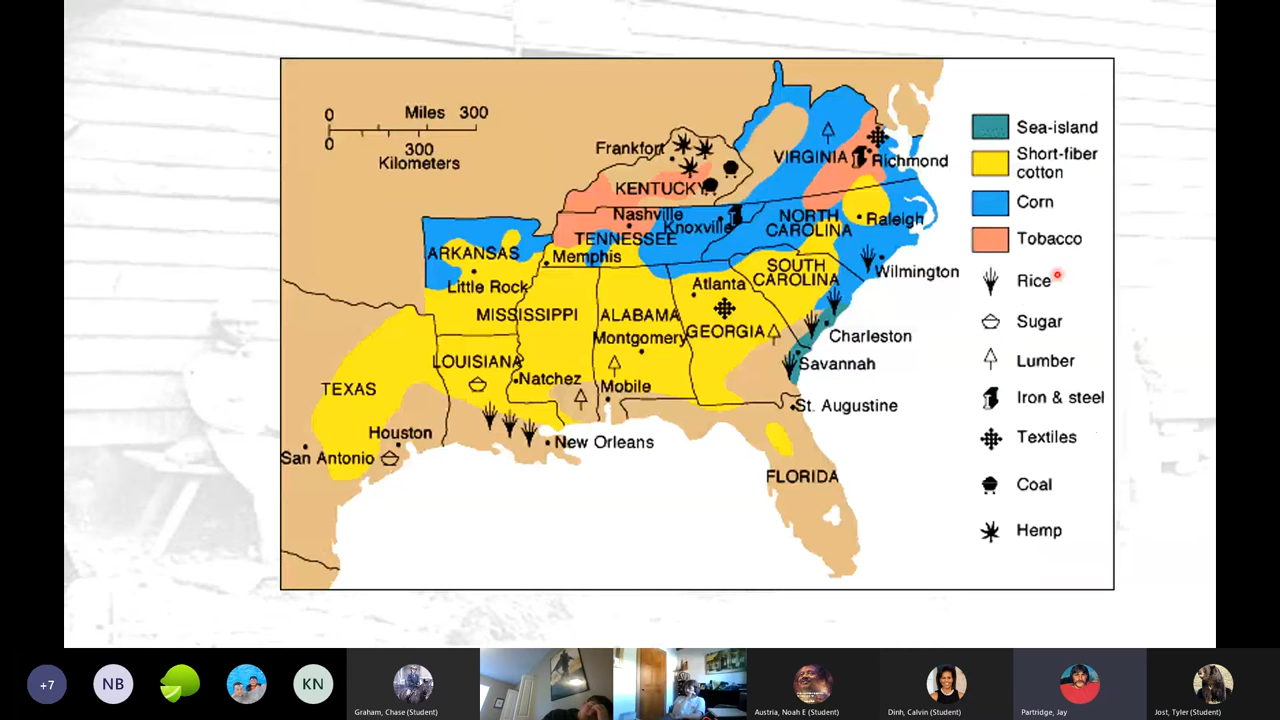 0 Miles 300
0 300
Kilometers
Frankfort
KENTUCKY
VIRGINIA
Richmond
Nashville
Knoxville
TENNESSEE
NORTH
CAROLINA
Raleigh
ARKANSAS
Memphis
Little Rock
SOUTH
CAROLINA
Wilmington
Atlanta
MISSISSIPPI
ALABAMA
GEORGIA
Montgomery
Charleston
LOUISIANA
Savannah
TEXAS
Natchez
Mobile
St. Augustine
Houston
New Orleans
San Antonio
FLORIDA
Sea-island
Short-fiber
cotton
Corn
Tobacco
Rice
Sugar
Lumber
Iron & steel
Textiles
Coal
Hemp
+7
NB
KN
Graham, Chase (Student)
Austria, Noah E (Student)
Dinh, Calvin (Student)
Partridge, Jay
Jost, Tyler (Student)